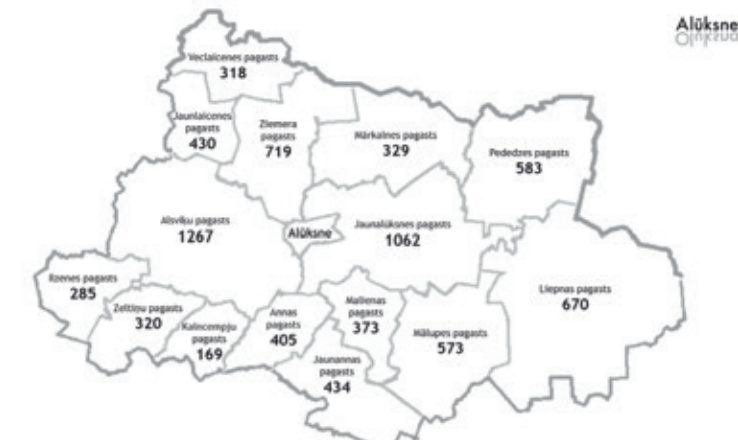 Alūksne
Veclaicenes pagasts
318
Jaunlaicenes
pagasts
430
Ziemera
pagasts
719
Mārkalnes pagasts
329
Pededzes pagasts
583
Alsviķu pagasts
1267
Alūksne
Jaunalūksnes pagasts
1062
Ilzenes pagasts
285
Zeltiņu pagasts
320
Kalncempju
pagasts
169
Annas
pagasts
405
Mālienas
pagasts
373
Jaunannas
pagasts
434
Mālupes pagasts
573
Liepnas pagasts
670